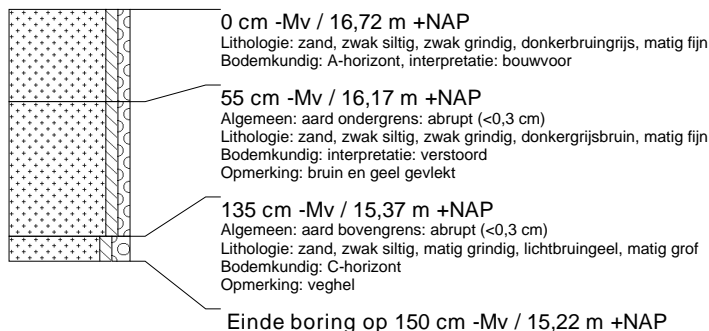 0 cm -Mv / 16,72 m +NAP
Lithologie: zand, zwak siltig, zwak grindig, donkerbruingrijs, matig fijn
Bodemkundig: A-horizont, interpretatie: bouwvoor
55 cm -Mv / 16,17 m +NAP
Algemeen: aard ondergrens: abrupt (<0,3 cm)
Lithologie: zand, zwak siltig, zwak grindig, donkergrijsbruin, matig fijn
Bodemkundig: interpretatie: verstoord
Opmerking: bruin en geel gevlekt
135 cm -Mv / 15,37 m +NAP
Algemeen: aard bovengrens: abrupt (<0,3 cm)
Lithologie: zand, zwak siltig, matig grindig, lichtbruingeel, matig grof
Bodemkundig: C-horizont
Opmerking: veghel
Einde boring op 150 cm -Mv / 15,22 m +NAP